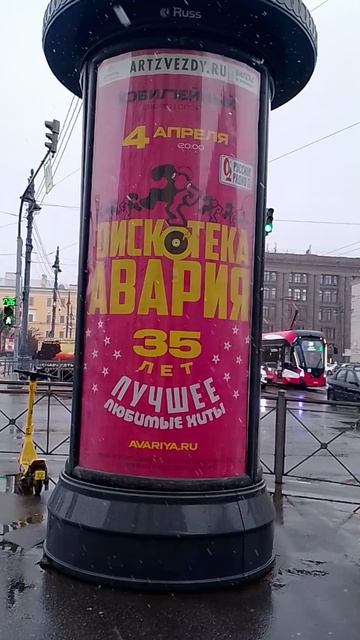 Russ
ARTZVEZDY.RU
ЮБИЛЕЙНЫЙ
4 АПРЕЛЯ
20:00
ДИСКОТЕКА
АВАРИЯ
35
ЛЕТ
ЛУЧШЕЕ
ЛЮБИМЫЕ ХИТЫ
AVARIYA.RU